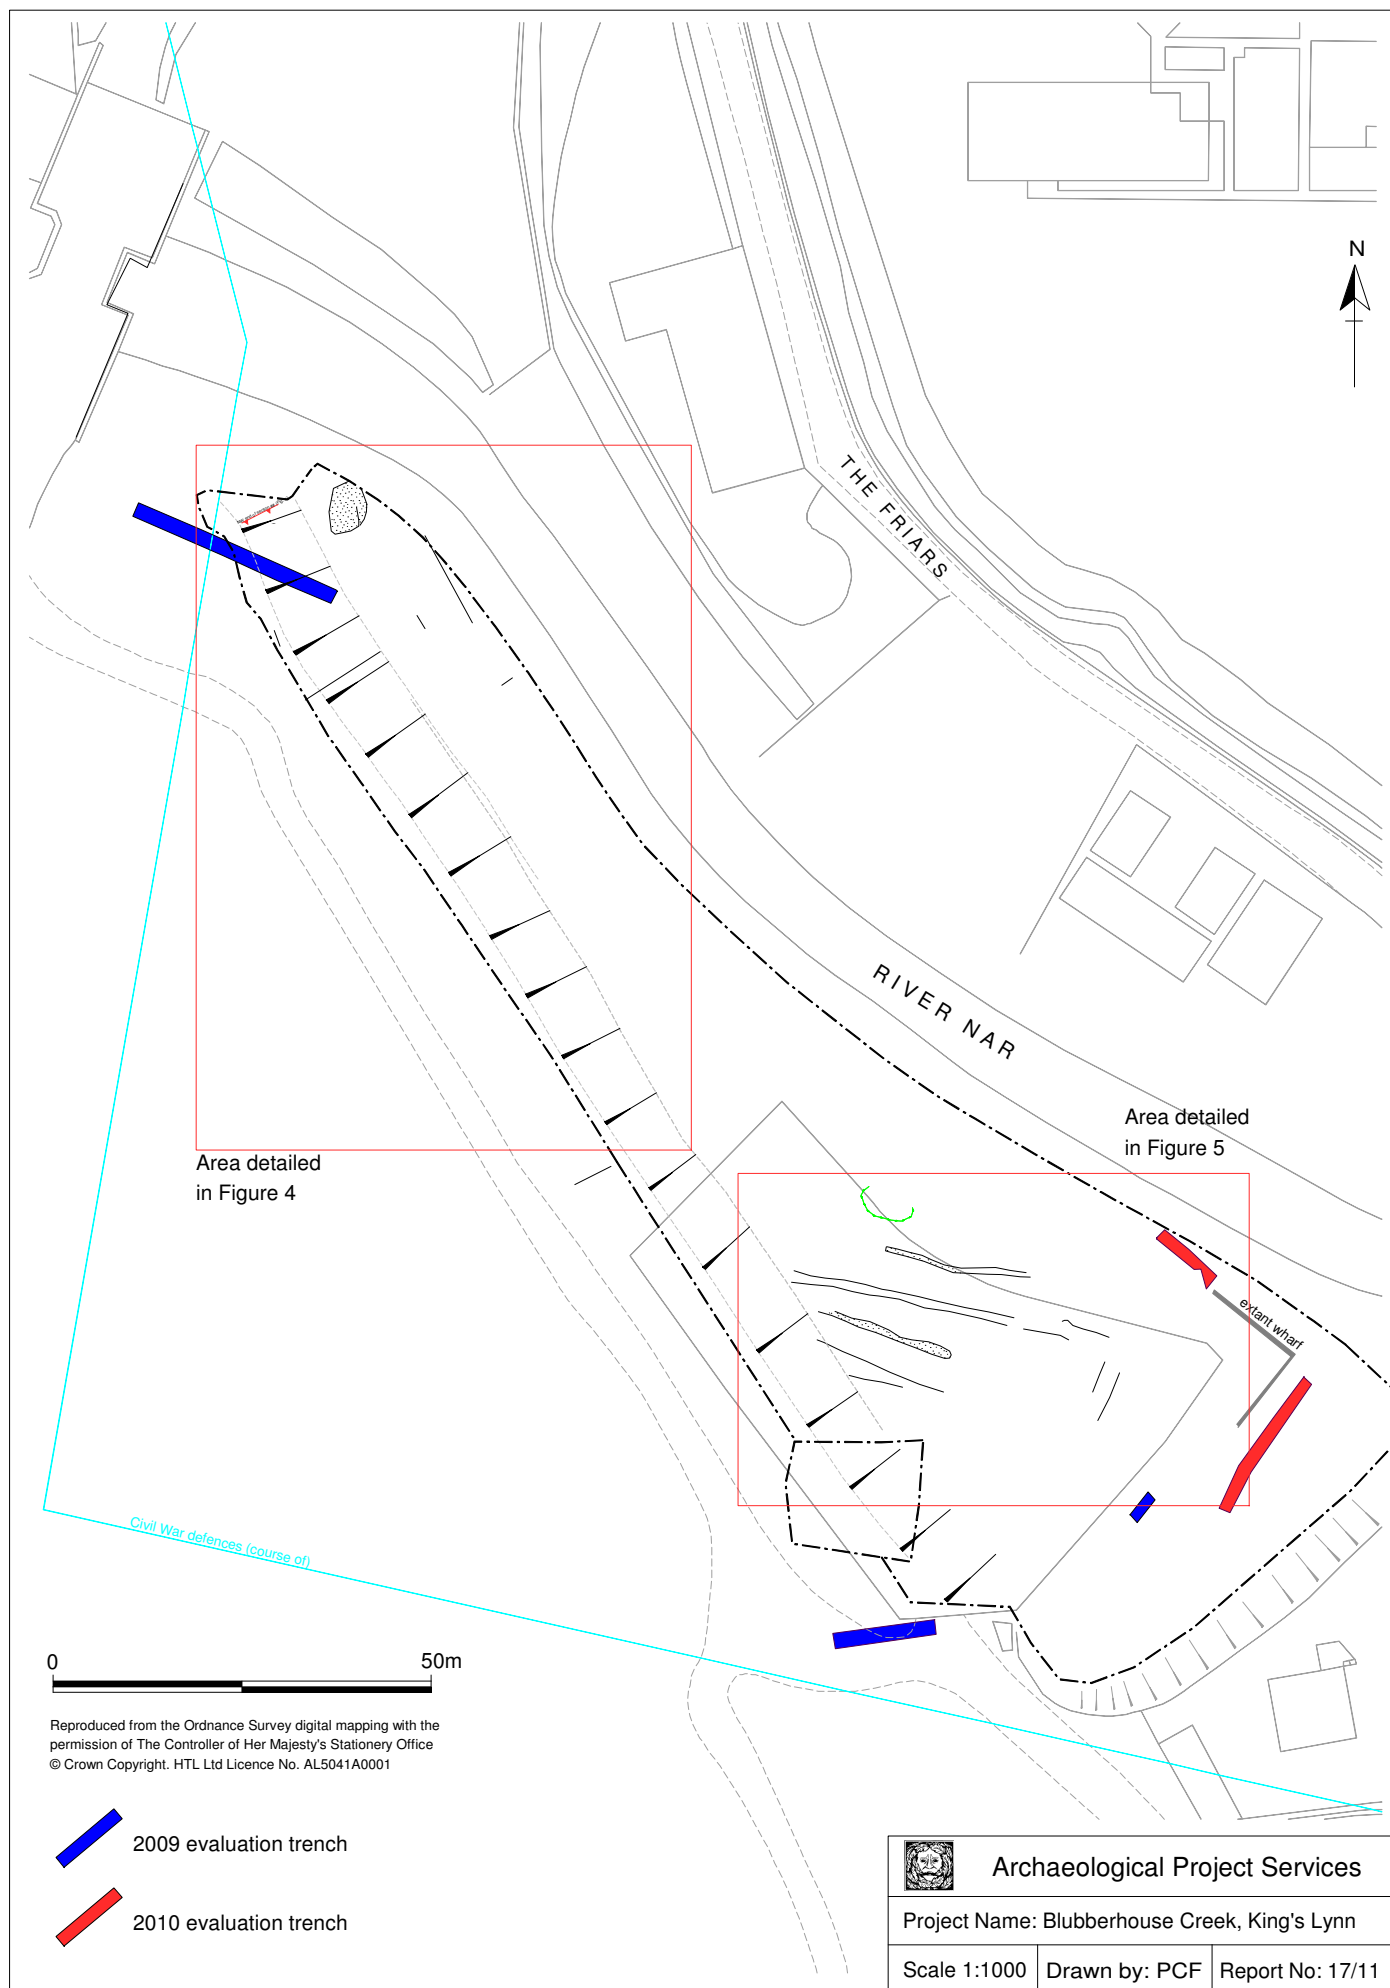 N
THE FRIARS
RIVER NAR
Area detailed
in Figure 5
Area detailed
in Figure 4
extant wharf
Civil War defences (course of)
0 50m
Reproduced from the Ordnance Survey digital mapping with the
permission of The Controller of Her Majesty's Stationery Office
© Crown Copyright. HTL Ltd Licence No. AL5041A0001
2009 evaluation trench
2010 evaluation trench
Archaeological Project Services
Project Name: Blubberhouse Creek, King's Lynn
Scale 1:1000 Drawn by: PCF Report No: 17/11